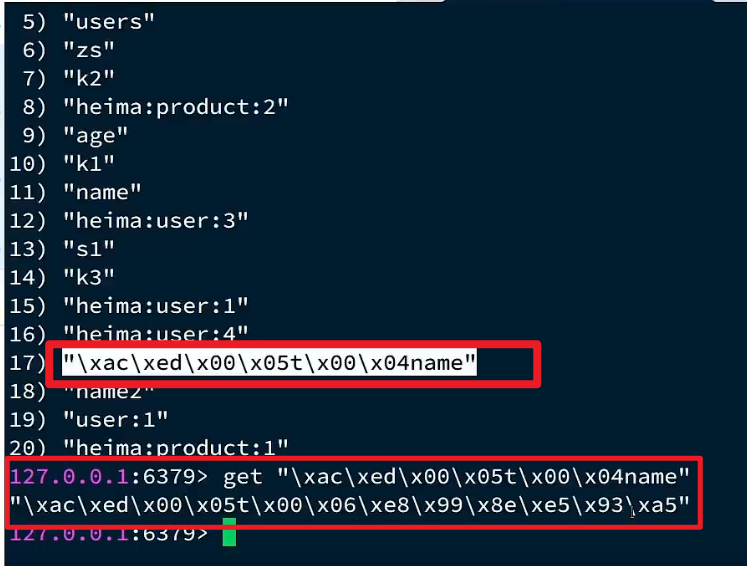 5) "users"
6) "zs"
7) "k2"
8) "heima:product:2"
9) "age"
10) "k1"
11) "name"
12) "heima:user:3"
13) "s1"
14) "k3"
15) "heima:user:1"
16) "heima:user:4"
17) "\xac\xed\x00\x05t\x00\x04name"
18) "name2"
19) "user:1"
20) "heima:product:1"
127.0.0.1:6379> get "\xac\xed\x00\x05t\x00\x04name"
"\xac\xed\x00\x05t\x00\x06\xe8\x99\x8e\xe5\x93\xa5"
127.0.0.1:6379>